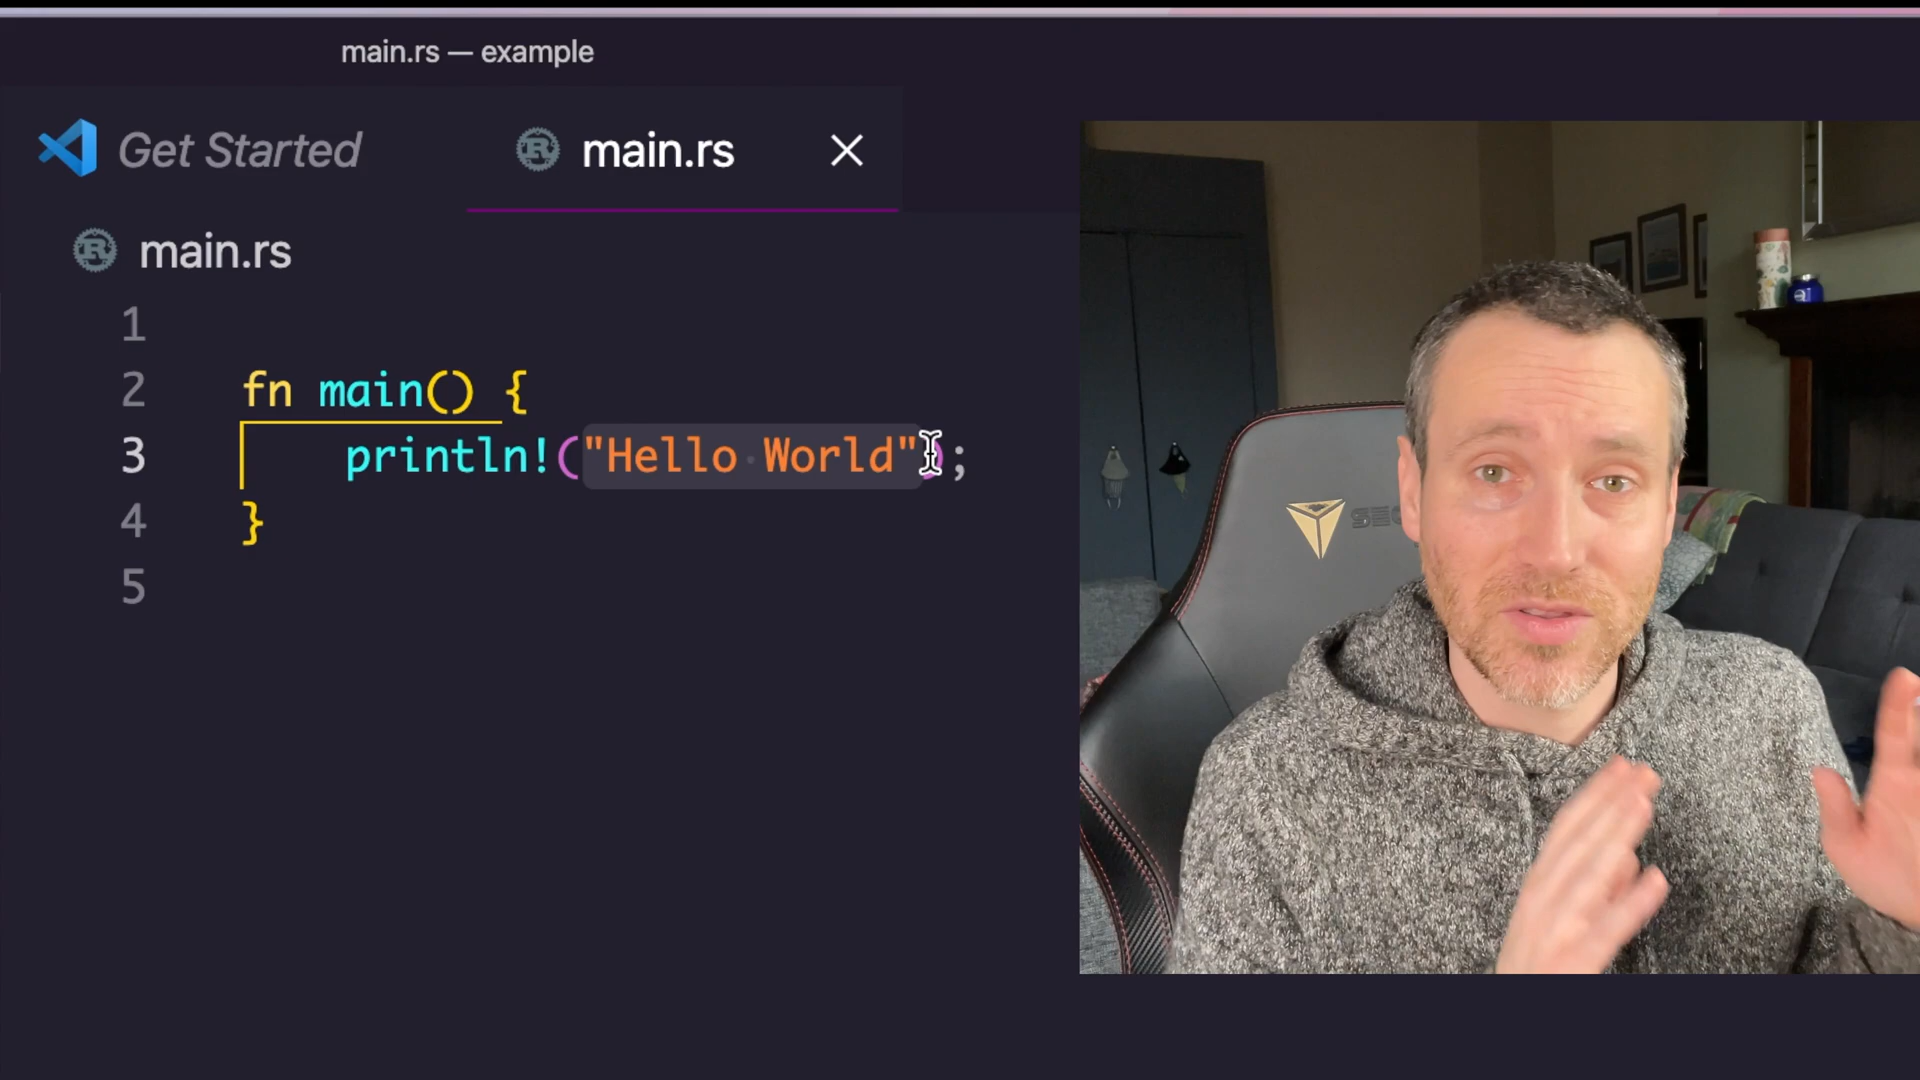 main.rs — example
Get Started
main.rs
main.rs
1
2 fn main() {
3 println!("Hello World");
4 }
5